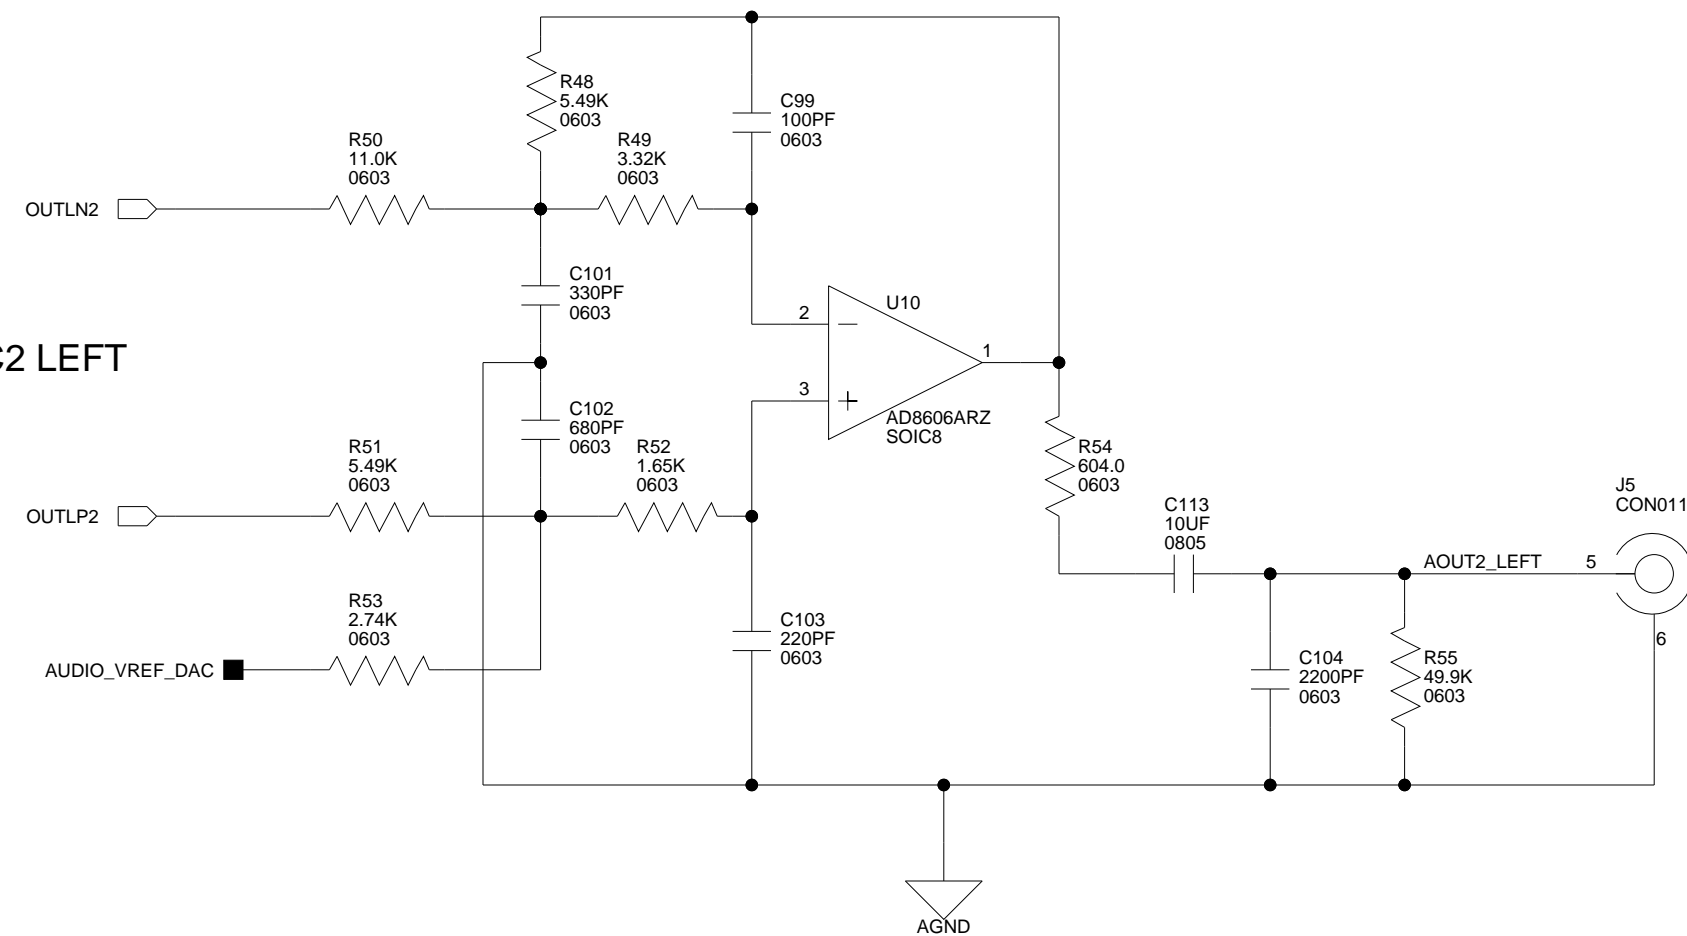 R48
5.49K
0603
C99
100PF
0603
R50
11.0K
0603
R49
3.32K
0603
OUTLN2
C101
330PF
0603
2
U10
1
C2 LEFT
3
AD8606ARZ
SOIC8
C102
680PF
0603
R51
5.49K
0603
R52
1.65K
0603
R54
604.0
0603
OUTLP2
J5
CON011
C113
10UF
0805
AOUT2_LEFT
5
R53
2.74K
0603
C103
220PF
0603
6
AUDIO_VREF_DAC
C104
2200PF
0603
R55
49.9K
0603
AGND